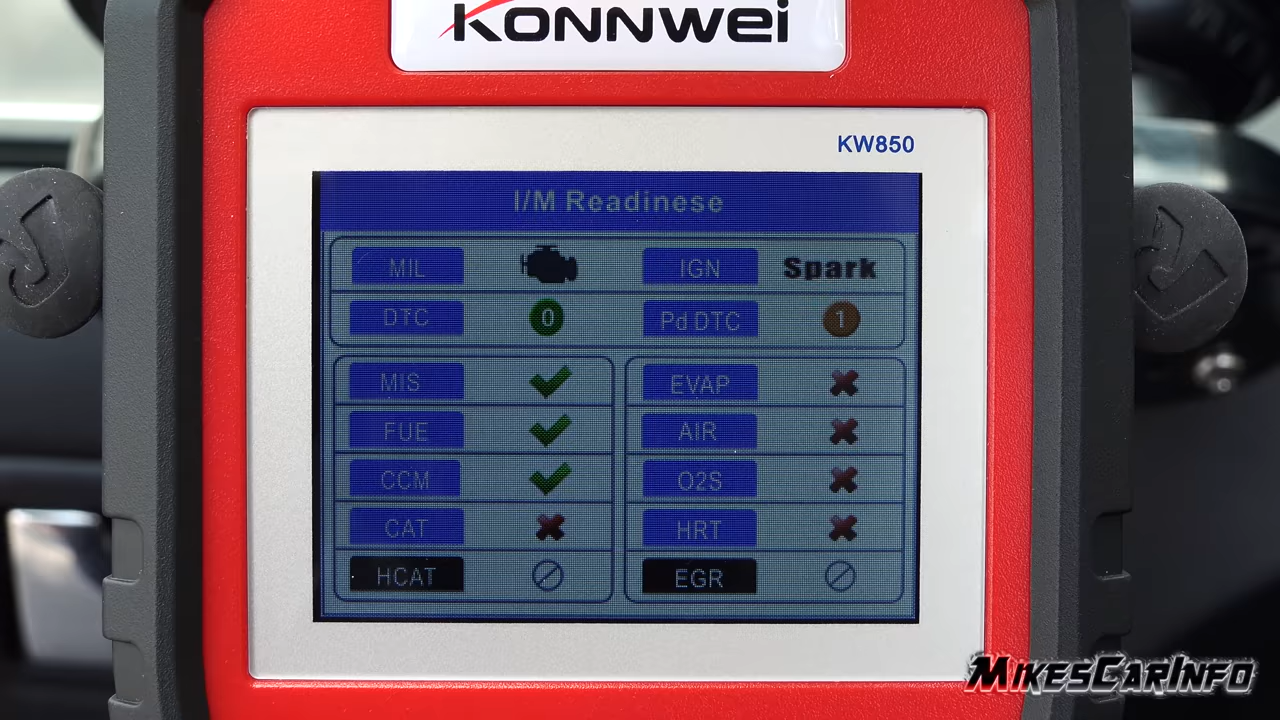 KONNWEI
KW850
I/M Readinese
MIL IGN Spark
DTC 0 Pd DTC 1
MIS EVAP
FUE AIR
CCM O2S
CAT HRT
HCAT EGR
MIKESCARINFO